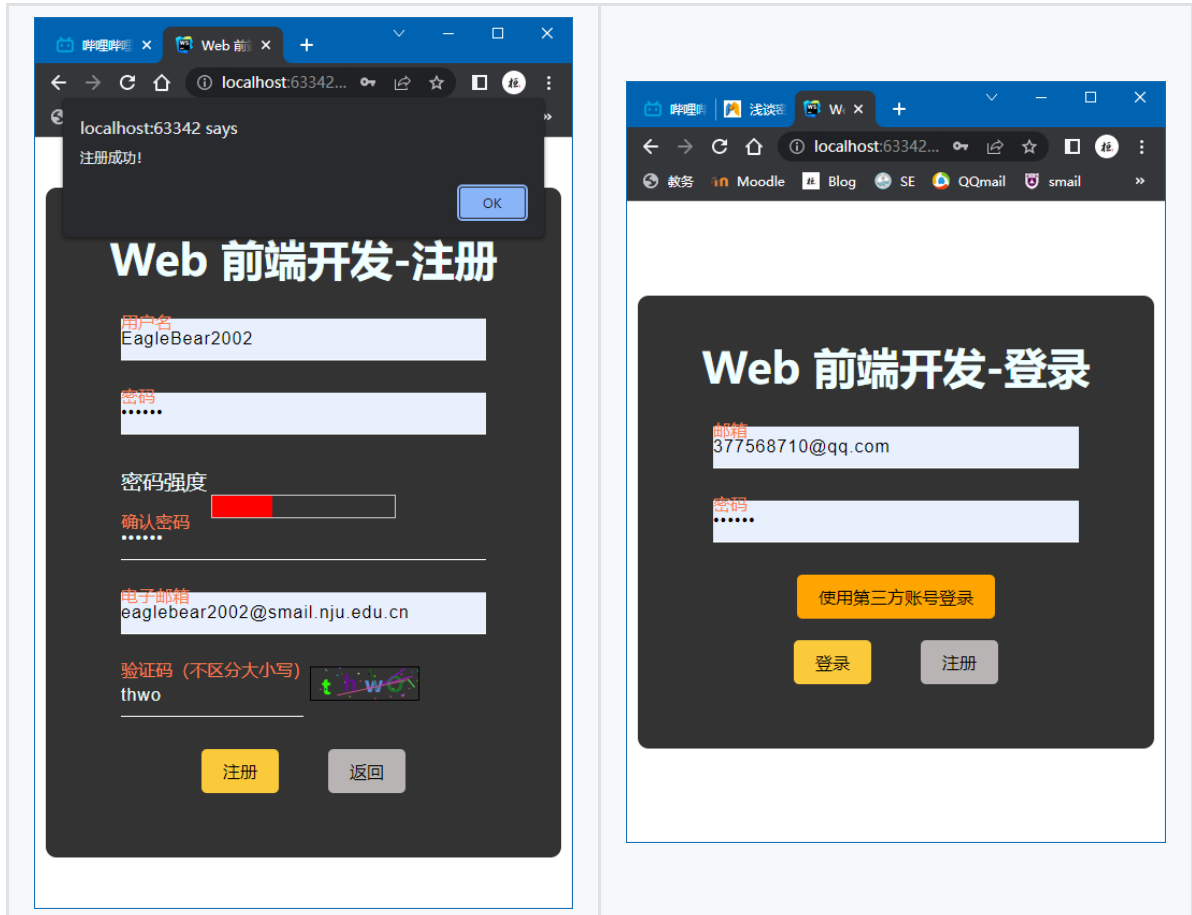 哔哩哔哩
Web 前
localhost:63342...
localhost:63342 says
注册成功!
OK
Web 前端开发-注册
用户名
EagleBear2002
密码
••••••
密码强度
确认密码
••••••
电子邮箱
eaglebear2002@smail.nju.edu.cn
验证码（不区分大小写）
thwo
注册
返回
哔哩
浅谈
We
localhost:63342...
教务
Moodle
Blog
SE
QQmail
smail
Web 前端开发-登录
邮箱
377568710@qq.com
密码
••••••
使用第三方账号登录
登录
注册